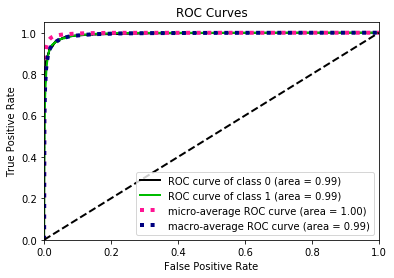 ROC Curves
True Positive Rate
1.0
0.8
0.6
0.4
0.2
0.0
ROC curve of class 0 (area = 0.99)
ROC curve of class 1 (area = 0.99)
micro-average ROC curve (area = 1.00)
macro-average ROC curve (area = 0.99)
0.0 0.2 0.4 0.6 0.8 1.0
False Positive Rate